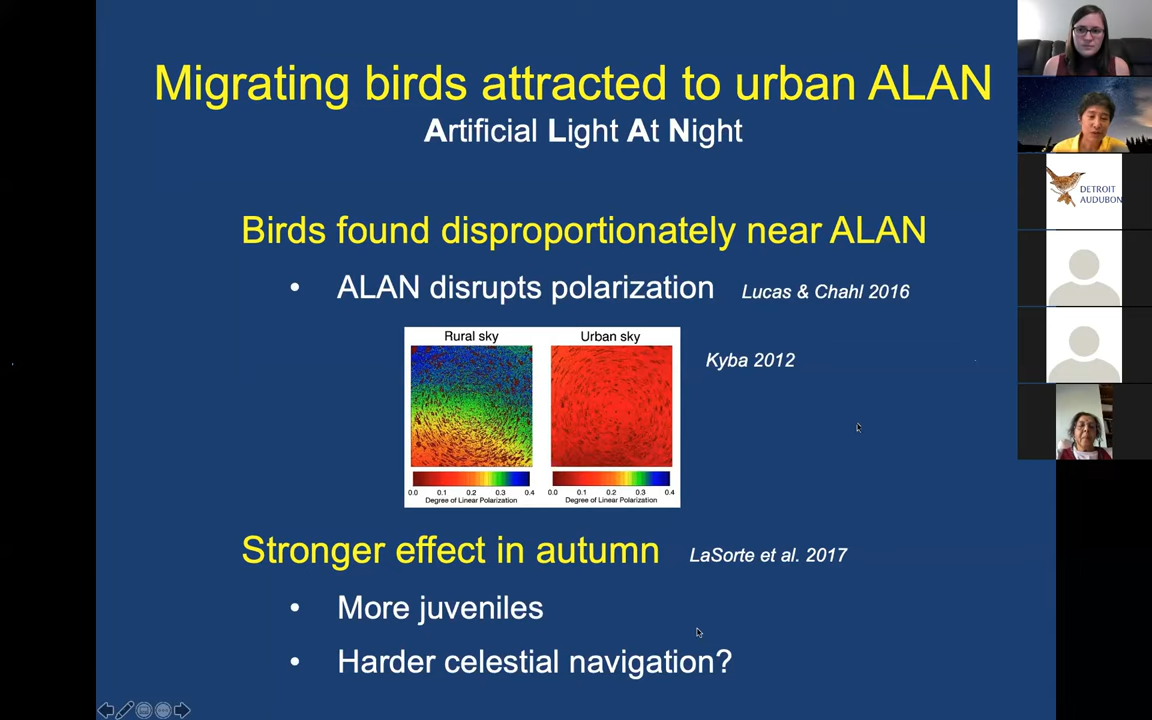 Migrating birds attracted to urban ALAN
Artificial Light At Night
Birds found disproportionately near ALAN
• ALAN disrupts polarization Lucas & Chahl 2016
Rural sky Urban sky
Kyba 2012
0.0 0.1 0.2 0.3 0.4 0.0 0.1 0.2 0.3 0.4
Degree of Linear Polarization Degree of Linear Polarization
Stronger effect in autumn LaSorte et al. 2017
• More juveniles
• Harder celestial navigation?
DETROIT
AUDUBON